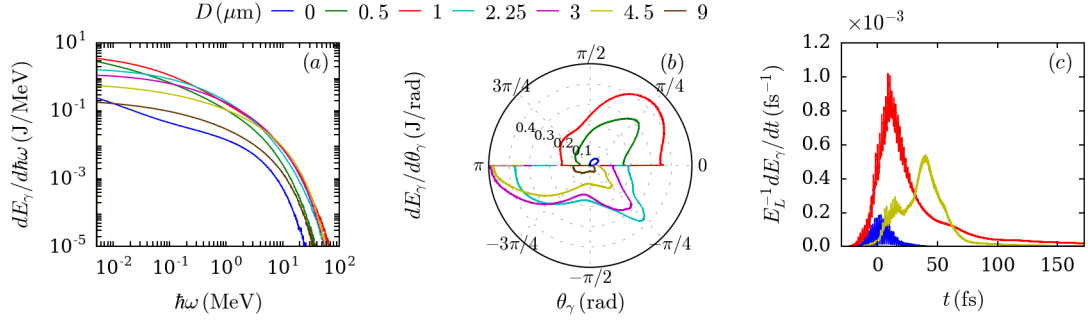 D (μm) 0 0.5 1 2.25 3 4.5 9
(a)
10^1
10^-1
10^-3
10^-5
10^-2 10^-1 10^0 10^1 10^2
dE_γ/dħω (J/MeV)
ħω (MeV)
(b)
π/2
3π/4 π/4
0.4 0.3 0.2 0.1
π 0
−3π/4 −π/4
−π/2
dE_γ/dθ_γ (J/rad)
θ_γ (rad)
×10^-3
(c)
1.2
1.0
0.8
0.6
0.4
0.2
0.0
0 50 100 150
E_L^-1 dE_γ/dt (fs^-1)
t (fs)